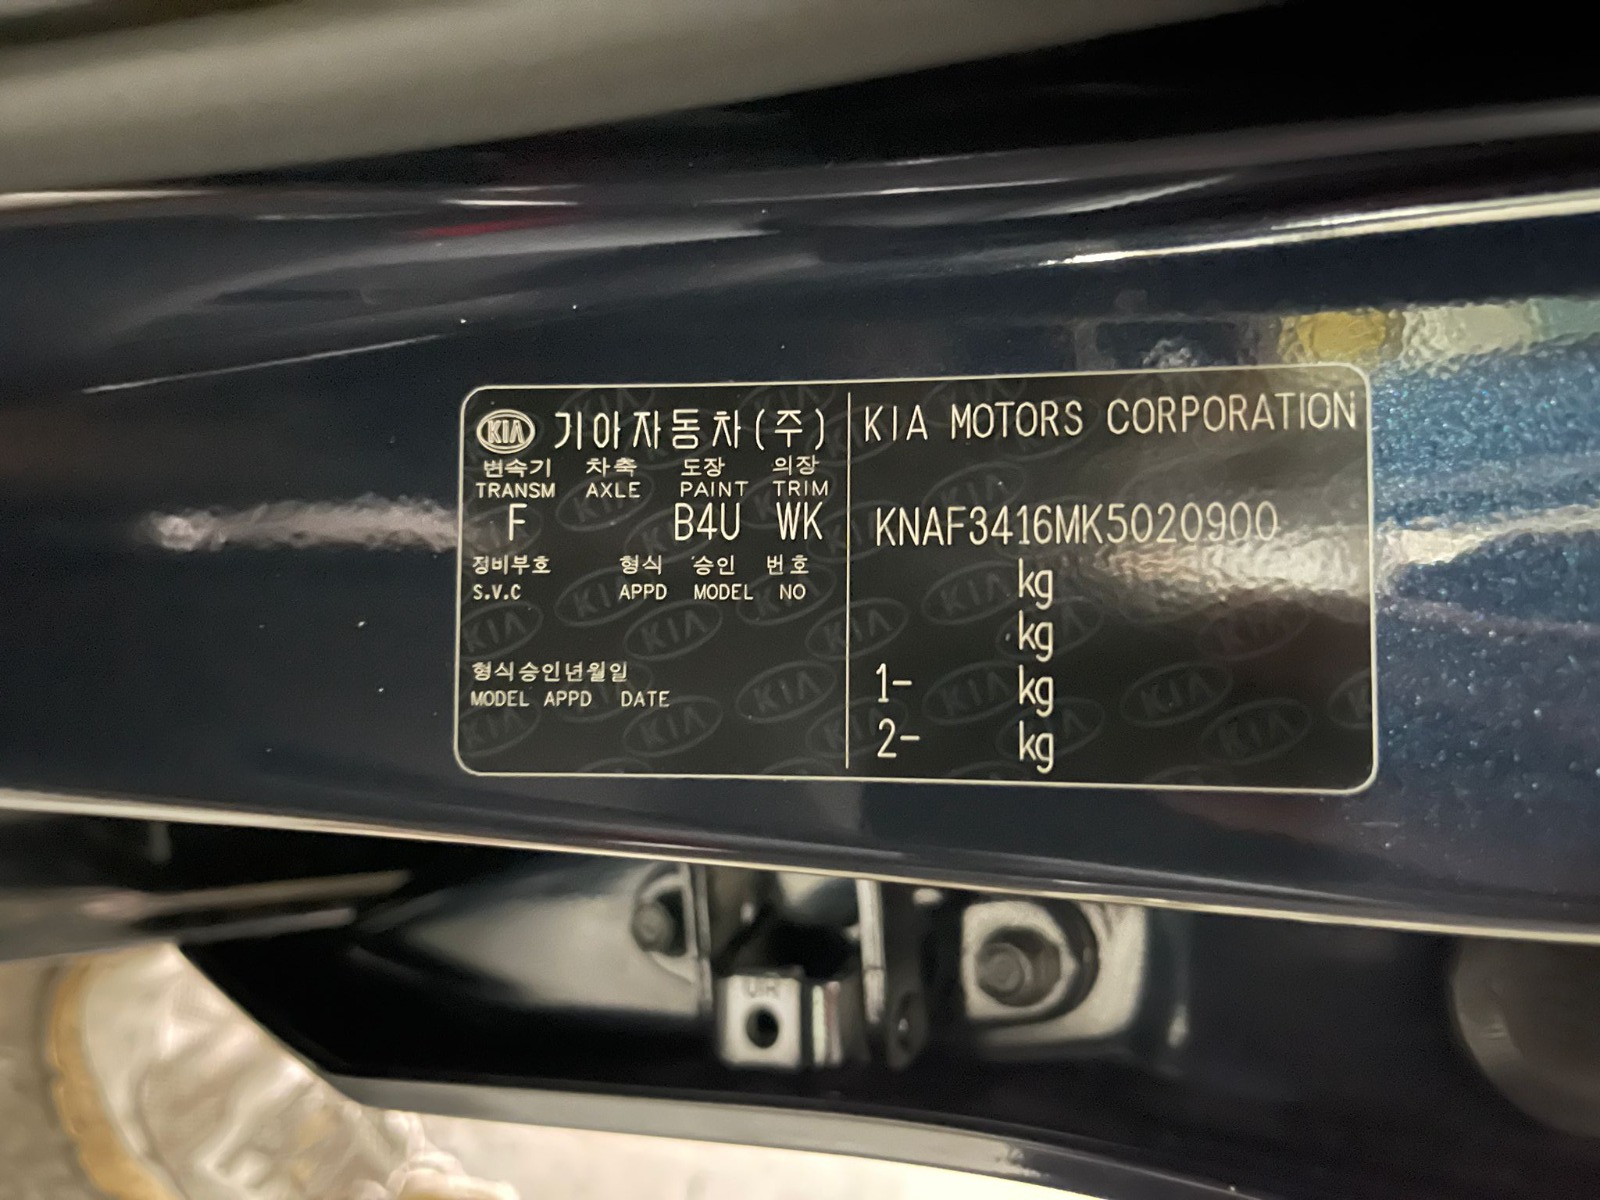 KIA 기아자동차(주)
변속기 차축 도장 의장
TRANSM AXLE PAINT TRIM
F B4U WK
정비부호 형식 승인 번호
S.V.C APPD MODEL NO
형식승인년월일
MODEL APPD DATE
KIA MOTORS CORPORATION
KNAF3416MK5020900
kg
kg
1- kg
2- kg
UR